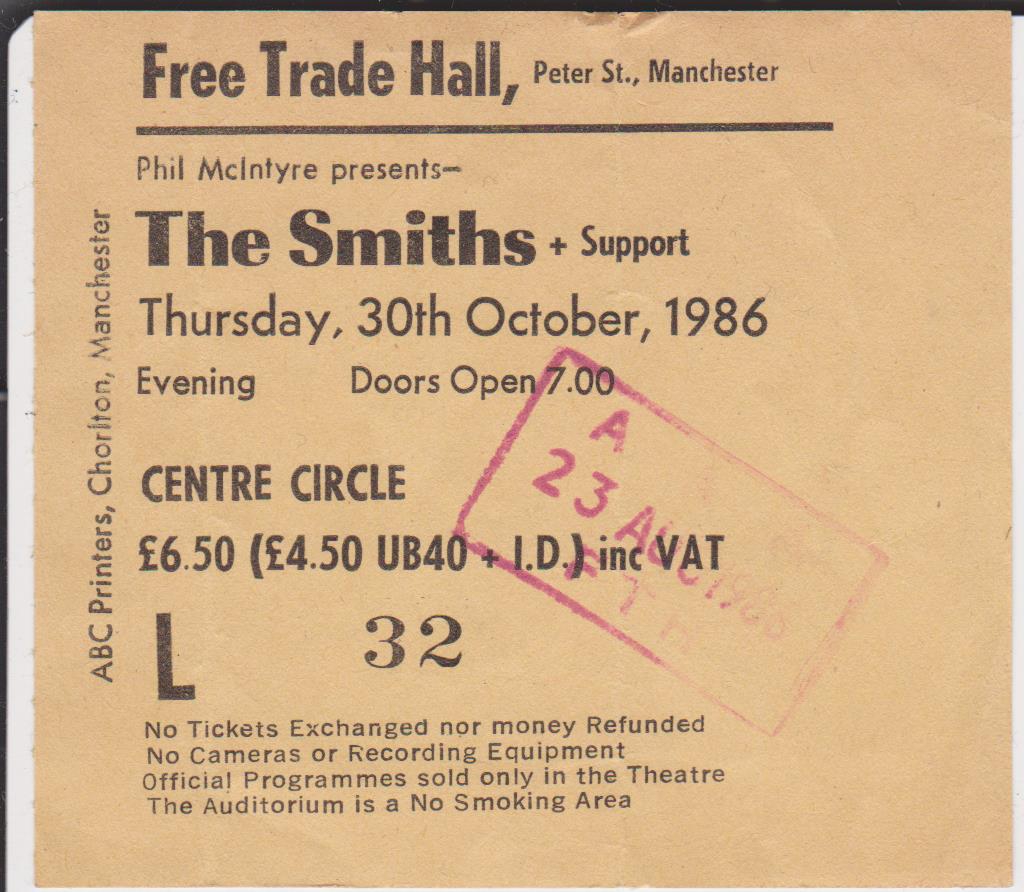 Free Trade Hall, Peter St., Manchester
Phil McIntyre presents-
The Smiths + Support
Thursday, 30th October, 1986
Evening Doors Open 7.00
CENTRE CIRCLE
£6.50 (£4.50 UB40 + I.D.) inc VAT
L 32
No Tickets Exchanged nor money Refunded
No Cameras or Recording Equipment
Official Programmes sold only in the Theatre
The Auditorium is a No Smoking Area
ABC Printers, Chorlton, Manchester
A
23 AUG 1986
F T H